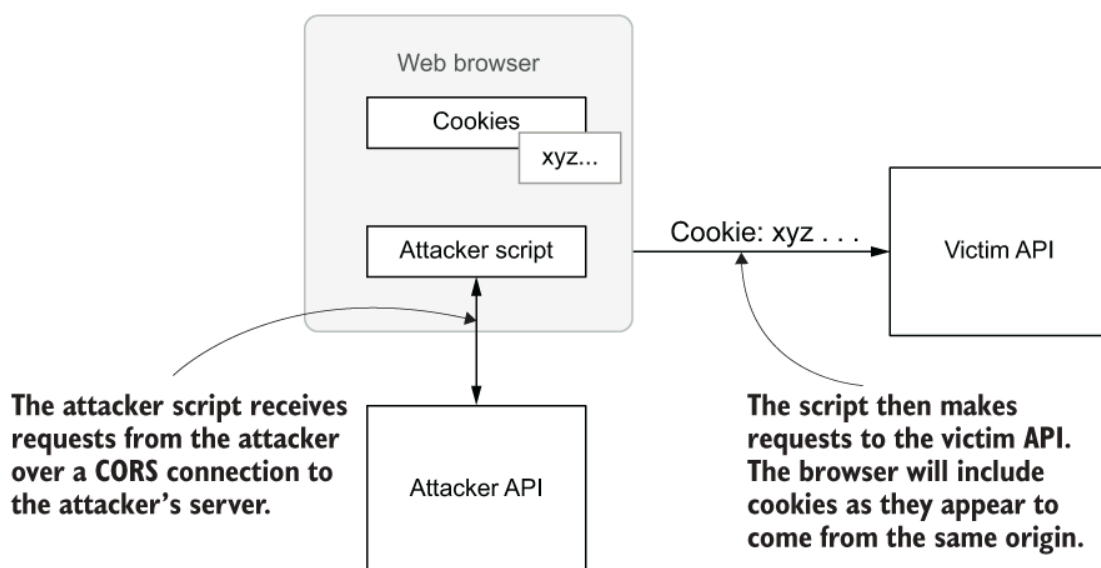 Web browser
Cookies
xyz...
Attacker script
Cookie: xyz . . .
Victim API
The attacker script receives
requests from the attacker
over a CORS connection to
the attacker's server.
Attacker API
The script then makes
requests to the victim API.
The browser will include
cookies as they appear to
come from the same origin.